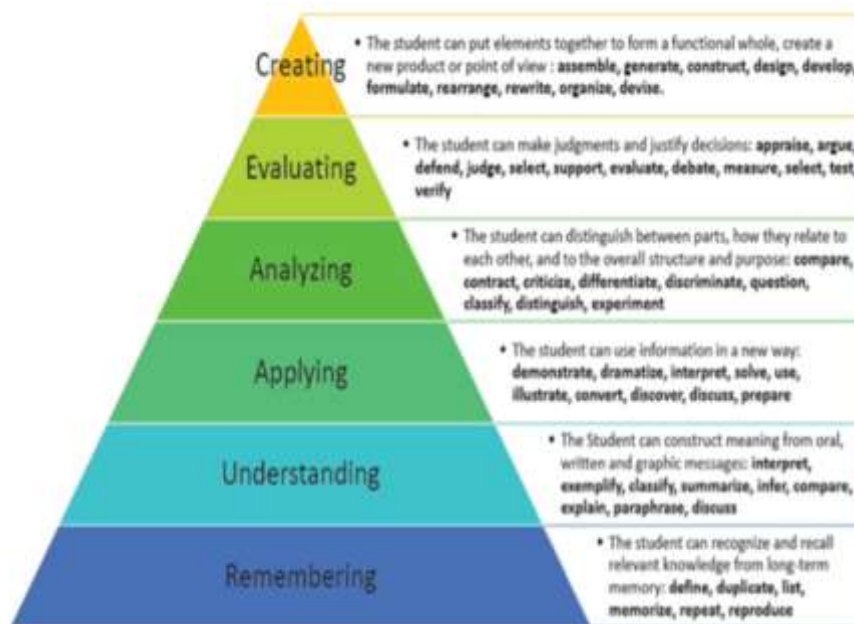 Creating
• The student can put elements together to form a functional whole, create a
new product or point of view : assemble, generate, construct, design, develop,
formulate, rearrange, rewrite, organize, devise.
Evaluating
• The student can make judgments and justify decisions: appraise, argue,
defend, judge, select, support, evaluate, debate, measure, select, test,
verify
Analyzing
• The student can distinguish between parts, how they relate to
each other, and to the overall structure and purpose: compare,
contract, criticize, differentiate, discriminate, question,
classify, distinguish, experiment
Applying
• The student can use information in a new way:
demonstrate, dramatize, interpret, solve, use,
illustrate, convert, discover, discuss, prepare
Understanding
• The Student can construct meaning from oral,
written and graphic messages: interpret,
exemplify, classify, summarize, infer, compare,
explain, paraphrase, discuss
Remembering
• The student can recognize and recall
relevant knowledge from long-term
memory: define, duplicate, list,
memorize, repeat, reproduce